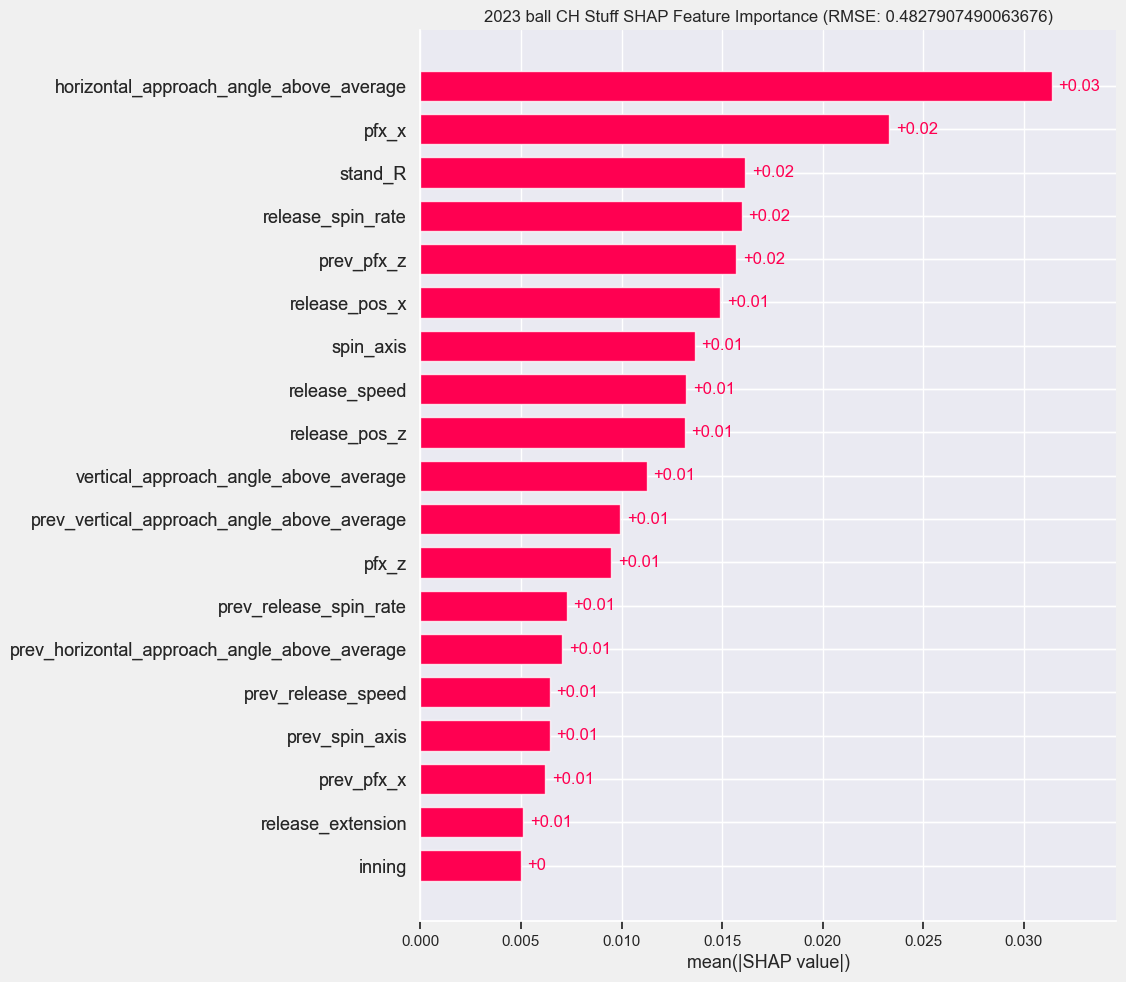 2023 ball CH Stuff SHAP Feature Importance (RMSE: 0.4827907490063676)
horizontal_approach_angle_above_average +0.03
pfx_x +0.02
stand_R +0.02
release_spin_rate +0.02
prev_pfx_z +0.02
release_pos_x +0.01
spin_axis +0.01
release_speed +0.01
release_pos_z +0.01
vertical_approach_angle_above_average +0.01
prev_vertical_approach_angle_above_average +0.01
pfx_z +0.01
prev_release_spin_rate +0.01
prev_horizontal_approach_angle_above_average +0.01
prev_release_speed +0.01
prev_spin_axis +0.01
prev_pfx_x +0.01
release_extension +0.01
inning +0
0.000 0.005 0.010 0.015 0.020 0.025 0.030
mean(|SHAP value|)